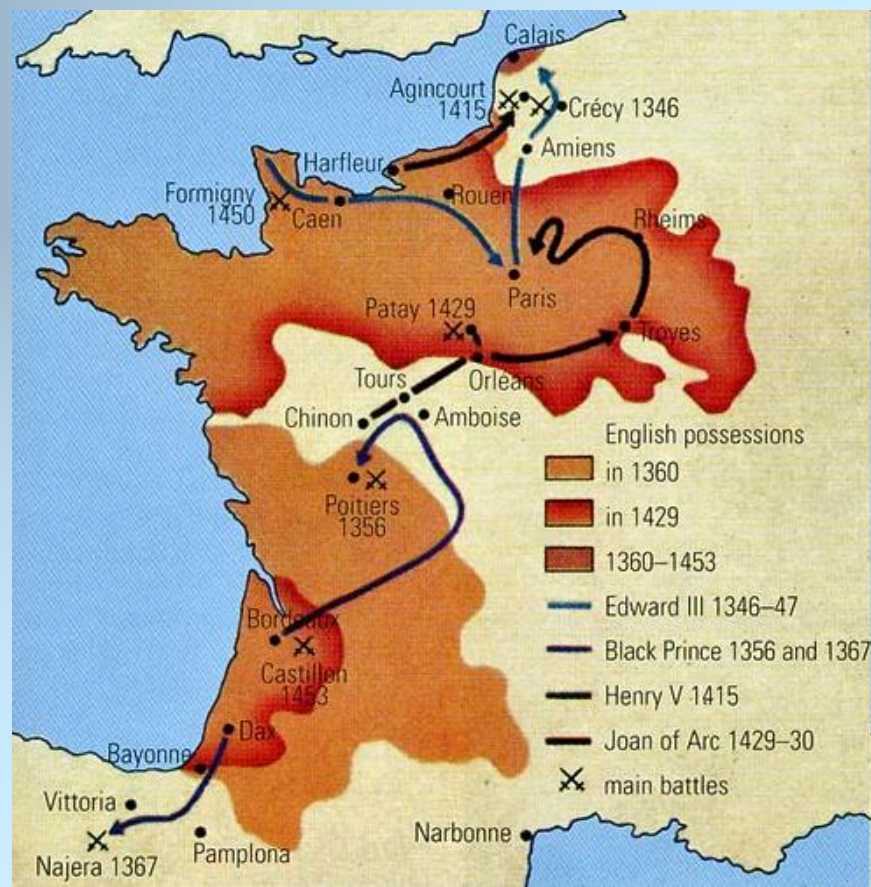 Calais
Agincourt
1415
Crécy 1346
Amiens
Harfleur
Rouen
Formigny
1450
Caen
Rheims
Paris
Patay 1429
Troyes
Tours
Orléans
Chinon
Amboise
Poitiers
1356
Bordeaux
Castillon
1453
Dax
Bayonne
Vittoria
Najera 1367
Pamplona
Narbonne
English possessions
in 1360
in 1429
1360–1453
Edward III 1346–47
Black Prince 1356 and 1367
Henry V 1415
Joan of Arc 1429–30
main battles